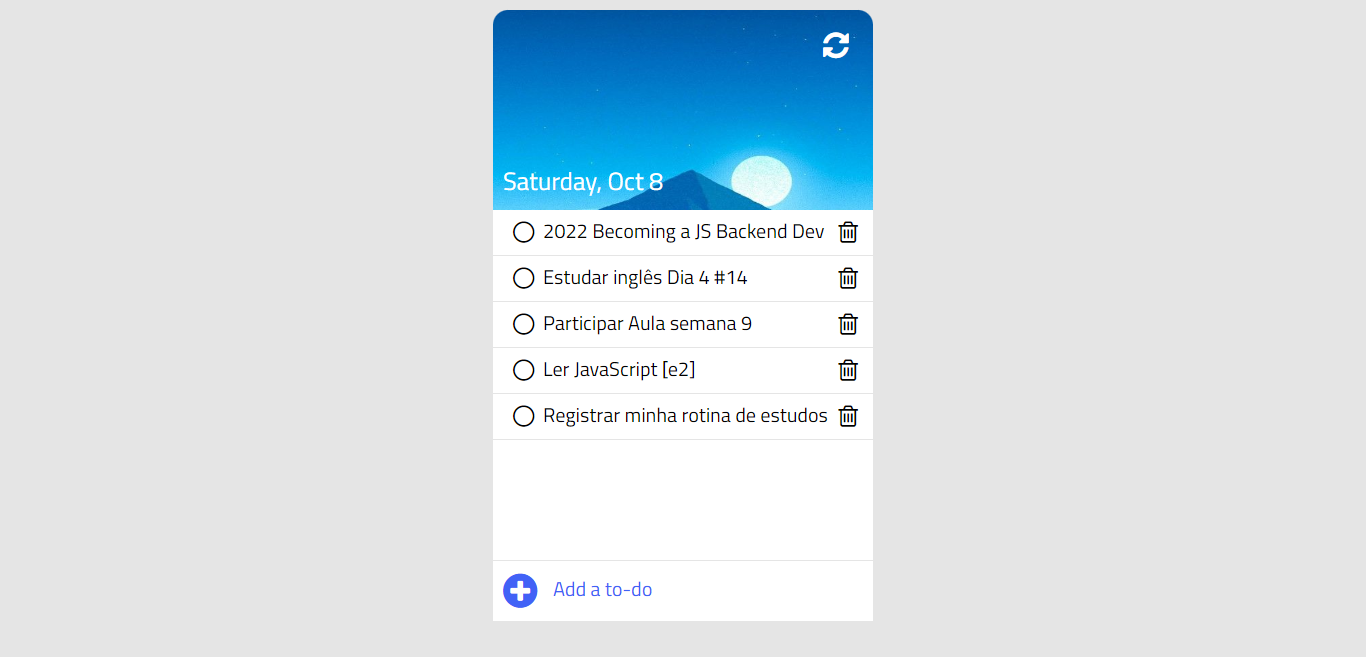 Saturday, Oct 8
2022 Becoming a JS Backend Dev
Estudar inglês Dia 4 #14
Participar Aula semana 9
Ler JavaScript [e2]
Registrar minha rotina de estudos
Add a to-do